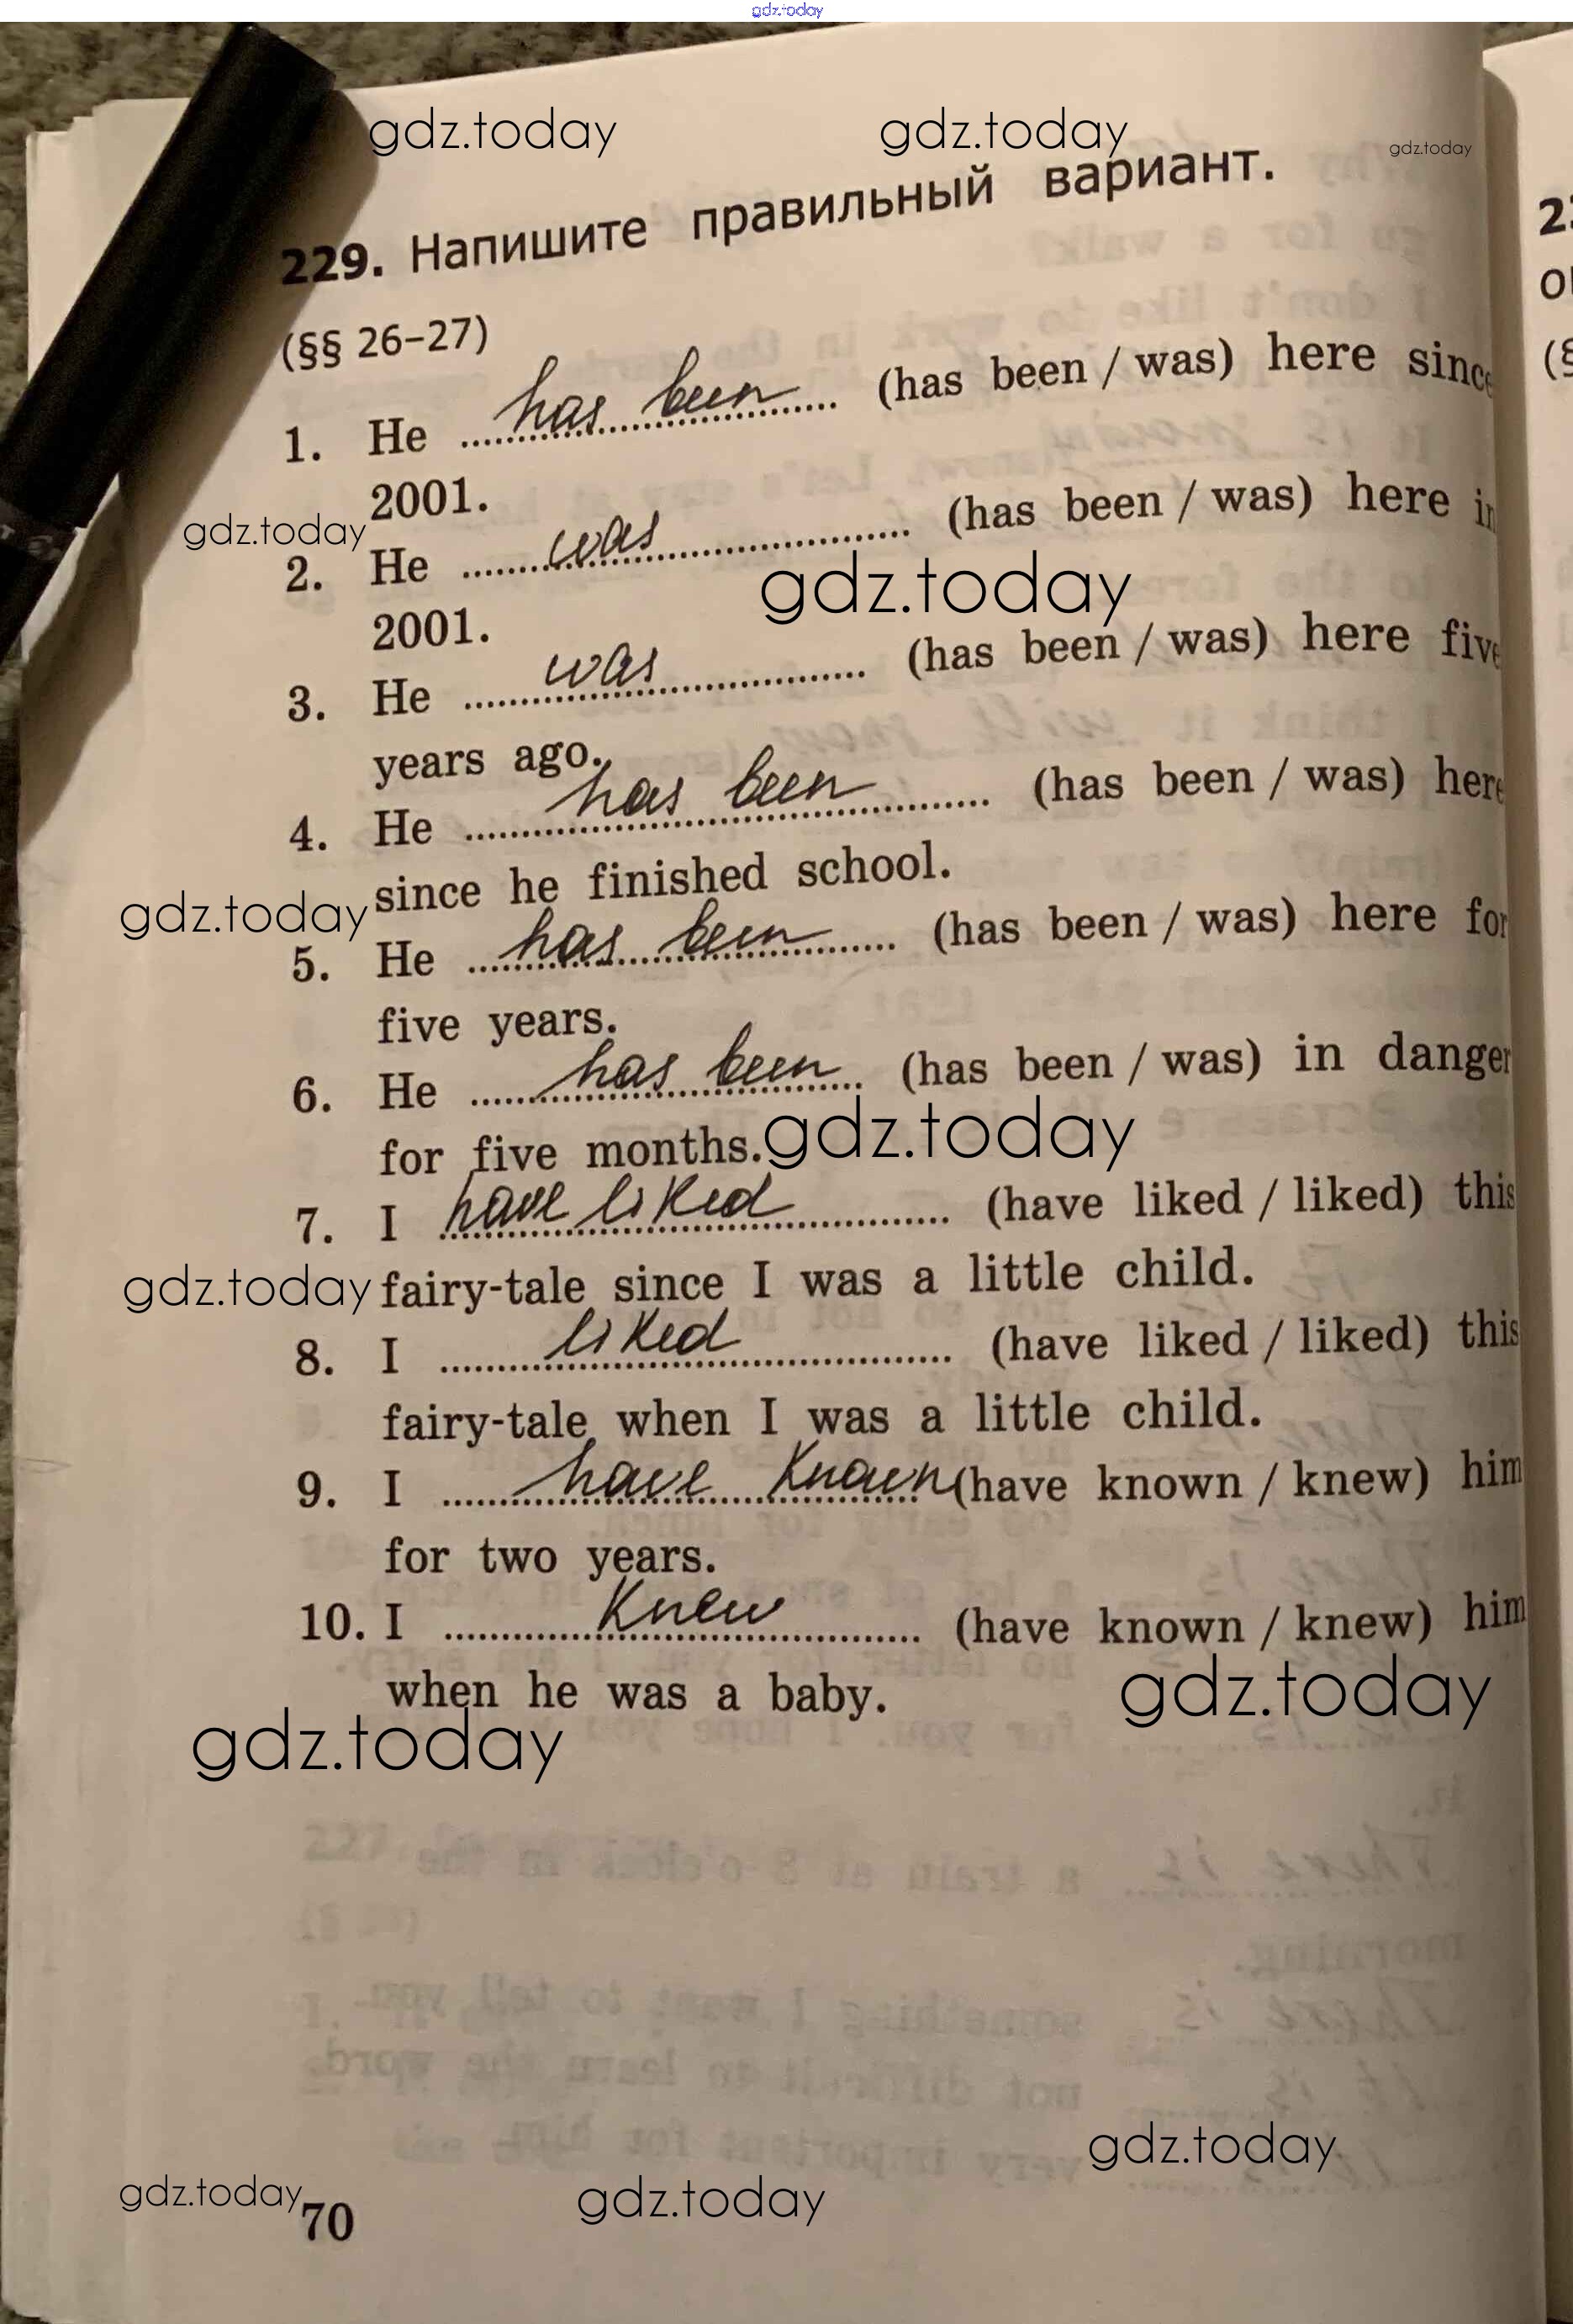 gdz.today
gdz.today gdz.today gdz.today
229. Напишите правильный вариант.
(§§ 26–27)
1. He has been (has been / was) here since
2001.
gdz.today
2. He was (has been / was) here in
gdz.today
2001.
3. He was (has been / was) here five
years ago.
4. He has been (has been / was) here
since he finished school.
gdz.today
5. He has been (has been / was) here for
five years.
6. He has been (has been / was) in danger
for five months.
gdz.today
7. I have liked (have liked / liked) this
gdz.today
fairy-tale since I was a little child.
8. I liked (have liked / liked) this
fairy-tale when I was a little child.
9. I have known (have known / knew) him
for two years.
10. I knew (have known / knew) him
when he was a baby.
gdz.today
gdz.today
gdz.today
gdz.today
gdz.today
70